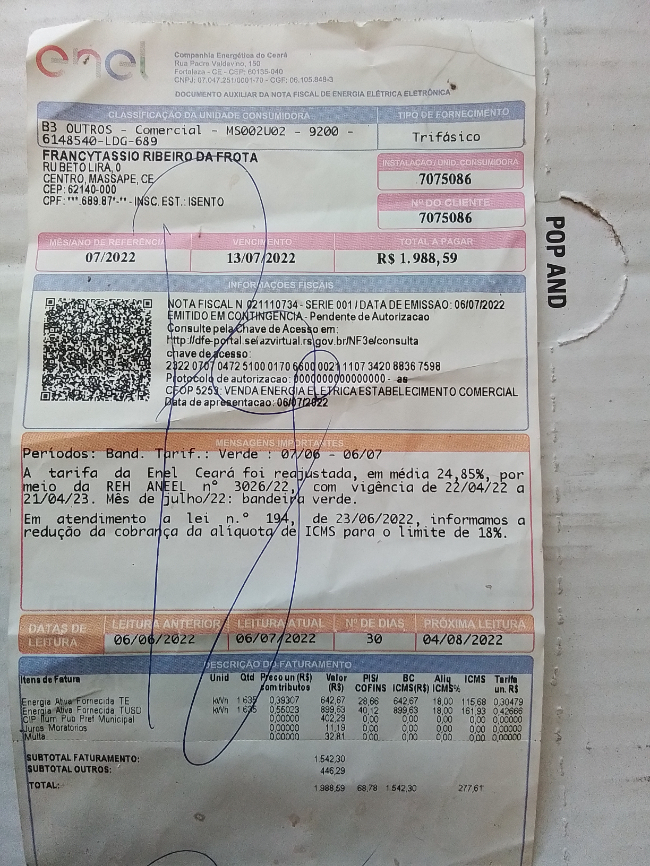 enel
Companhia Energética do Ceará
Rua Padre Valdevino, 150
Fortaleza - CE - CEP: 60135-040
CNPJ: 07.047.251/0001-70 - CGF: 06.105.848-3
DOCUMENTO AUXILIAR DA NOTA FISCAL DE ENERGIA ELÉTRICA ELETRÔNICA
CLASSIFICAÇÃO DA UNIDADE CONSUMIDORA
TIPO DE FORNECIMENTO
B3 OUTROS - Comercial - MS002U02 - 9200 -
6148540-LDG-689
Trifásico
FRANCYTASSIO RIBEIRO DA FROTA
RU BETO LIRA, 0
CENTRO, MASSAPE, CE
CEP: 62140-000
CPF: ***.689.87*-** - INSC. EST.: ISENTO
INSTALAÇÃO / UNID. CONSUMIDORA
7075086
Nº DO CLIENTE
7075086
MÊS/ANO DE REFERÊNCIA
VENCIMENTO
TOTAL A PAGAR
07/2022
13/07/2022
R$ 1.988,59
POP AND
INFORMAÇÕES FISCAIS
NOTA FISCAL N 021110734 - SERIE 001 / DATA DE EMISSAO: 06/07/2022
EMITIDO EM CONTINGENCIA - Pendente de Autorizacao
Consulte pela Chave de Acesso em:
http://dfe-portal.sefazvirtual.rs.gov.br/NF3e/consulta
chave de acesso:
2322 0707 0472 5100 0170 6600 0021 1107 3420 8836 7598
Protocolo de autorizacao: 0000000000000000 - as
CFOP 5253: VENDA ENERGIA ELETRICA ESTABELECIMENTO COMERCIAL
Data de apresentacao: 06/07/2022
MENSAGENS IMPORTANTES
Períodos: Band. Tarif.: Verde : 07/06 - 06/07
A tarifa da Enel Ceará foi reajustada, em média 24,85%, por
meio da REH ANEEL nº 3026/22, com vigência de 22/04/22 a
21/04/23. Mês de julho/22: bandeira verde.
Em atendimento a lei n.º 194, de 23/06/2022, informamos a
redução da cobrança da alíquota de ICMS para o limite de 18%.
DATAS DE LEITURA
LEITURA ANTERIOR
LEITURA ATUAL
Nº DE DIAS
PRÓXIMA LEITURA
06/06/2022
06/07/2022
30
04/08/2022
DESCRIÇÃO DO FATURAMENTO
Itens de Fatura Unid Qtd Preco un (R$) com tributos Valor (R$) PIS/ COFINS BC ICMS(R$) Aliq ICMS% ICMS Tarifa un. R$
Energia Ativa Fornecida TE kWh 1.635 0,39307 642,67 28,66 642,67 18,00 115,68 0,30479
Energia Ativa Fornecida TUSD kWh 1.635 0,55023 899,63 40,12 899,63 18,00 161,93 0,42666
CIP Ilum Pub Pref Municipal 0,00000 402,29 0,00 0,00 0,00 0,00 0,00000
Juros Moratórios 0,00000 11,19 0,00 0,00 0,00 0,00 0,00000
Multa 0,00000 32,81 0,00 0,00 0,00 0,00 0,00000
SUBTOTAL FATURAMENTO: 1.542,30
SUBTOTAL OUTROS: 446,29
TOTAL: 1.988,59 68,78 1.542,30 277,61